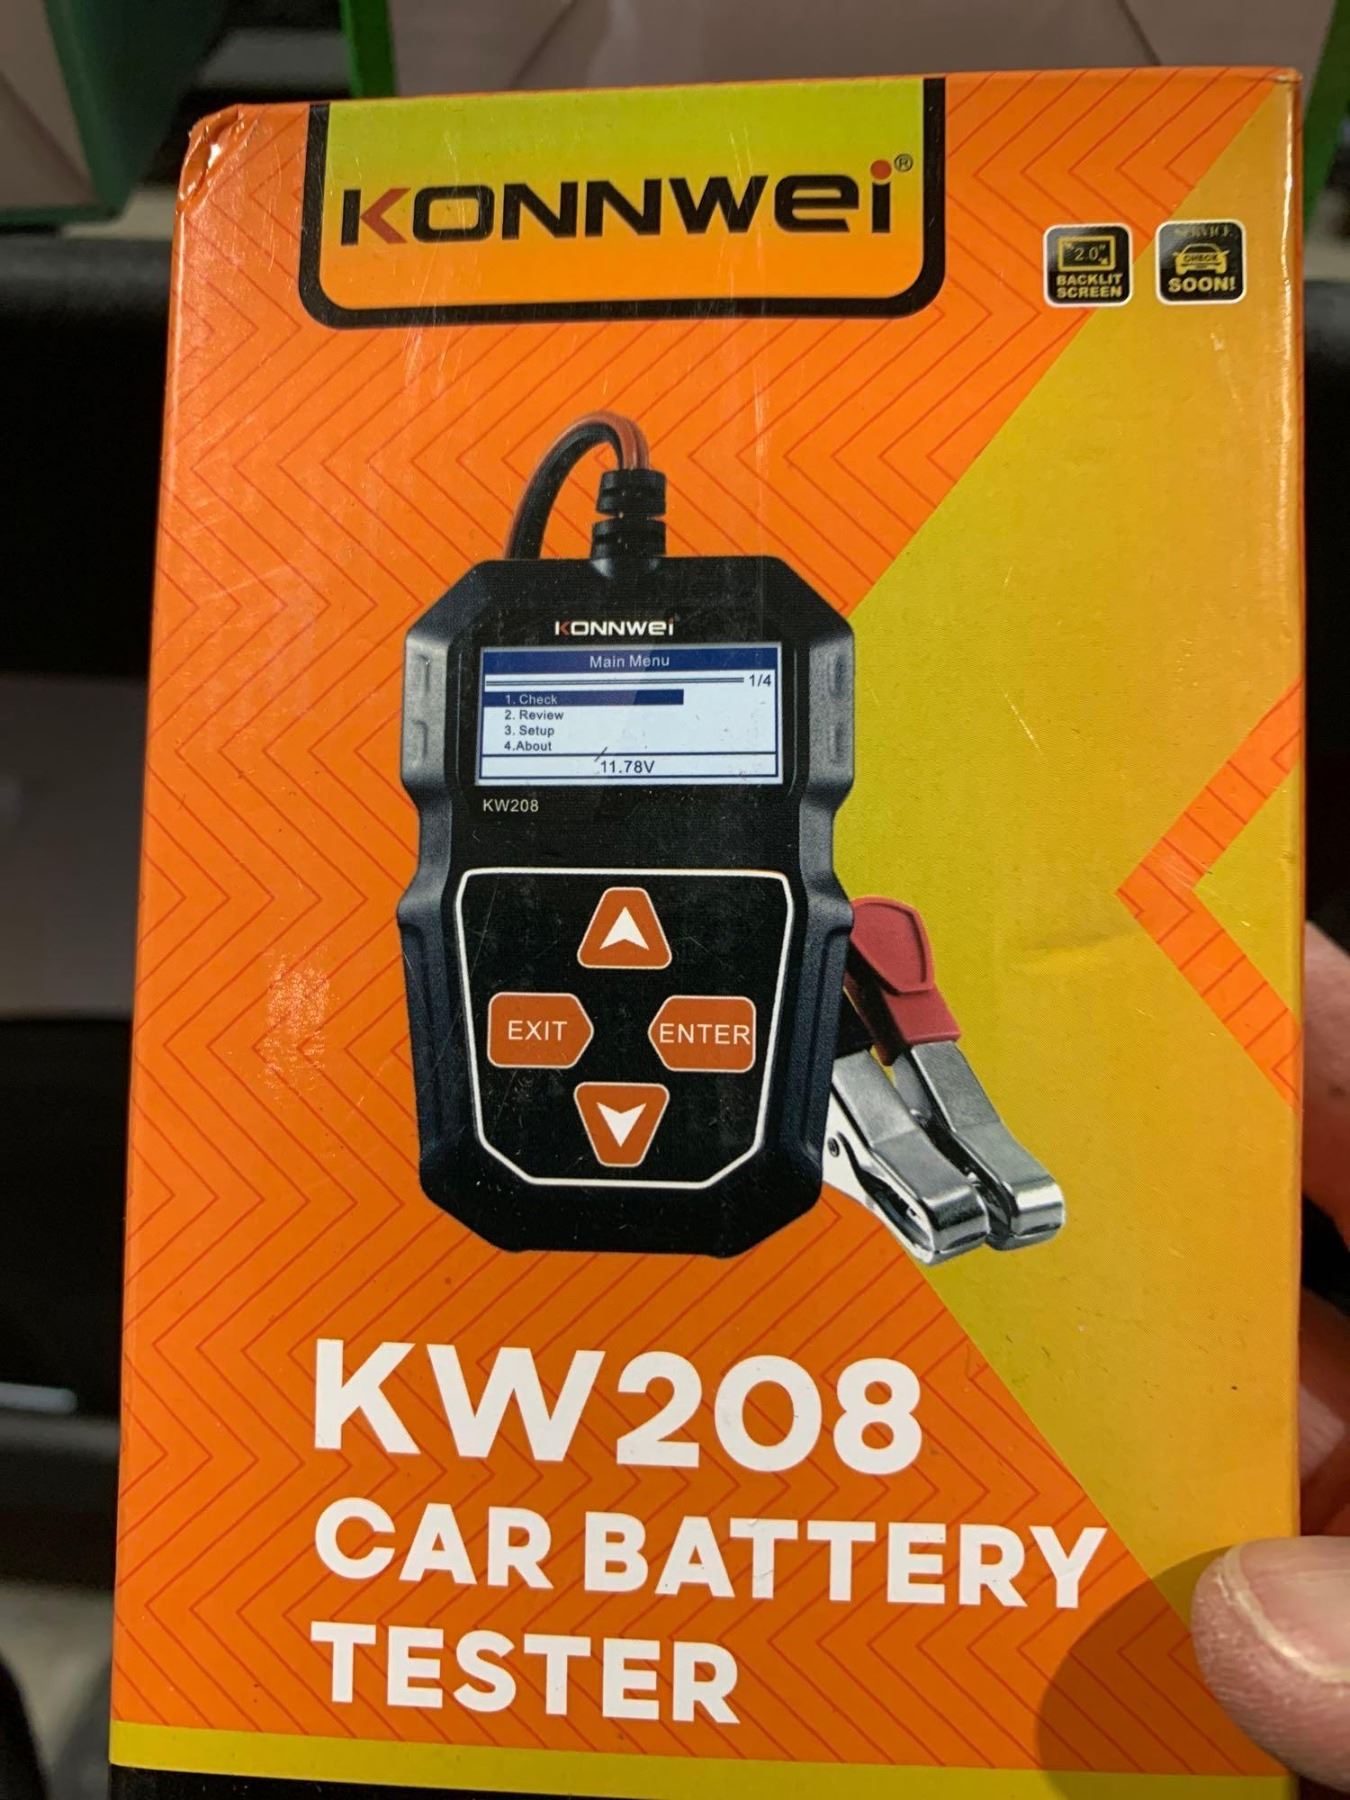 KONNWEI®
2.0"
BACKLIT
SCREEN
SERVICE
CHECK
SOON!
KONNWEI
Main Menu
1/4
1. Check
2. Review
3. Setup
4.About
11.78V
KW208
EXIT
ENTER
KW208
CAR BATTERY
TESTER